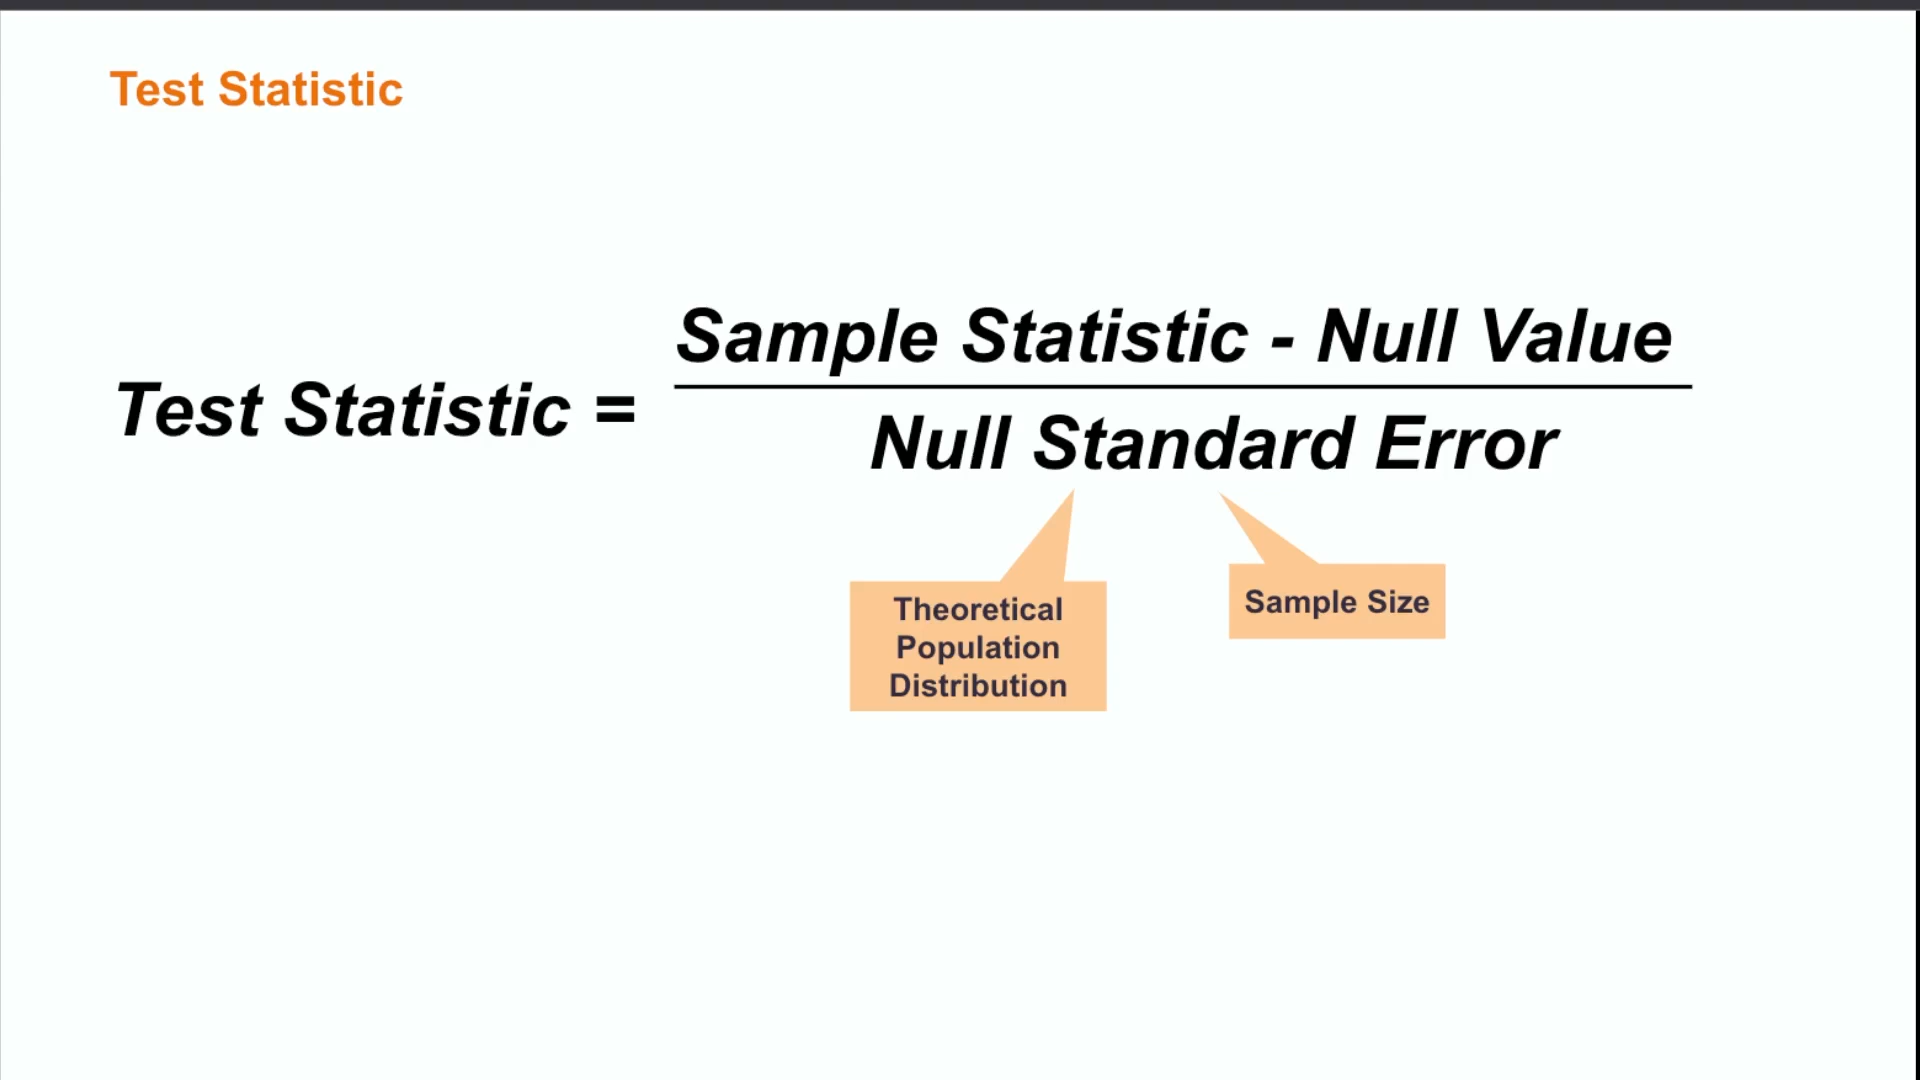 Test Statistic
Sample Statistic - Null Value
Test Statistic =
Null Standard Error
Theoretical
Population
Distribution
Sample Size